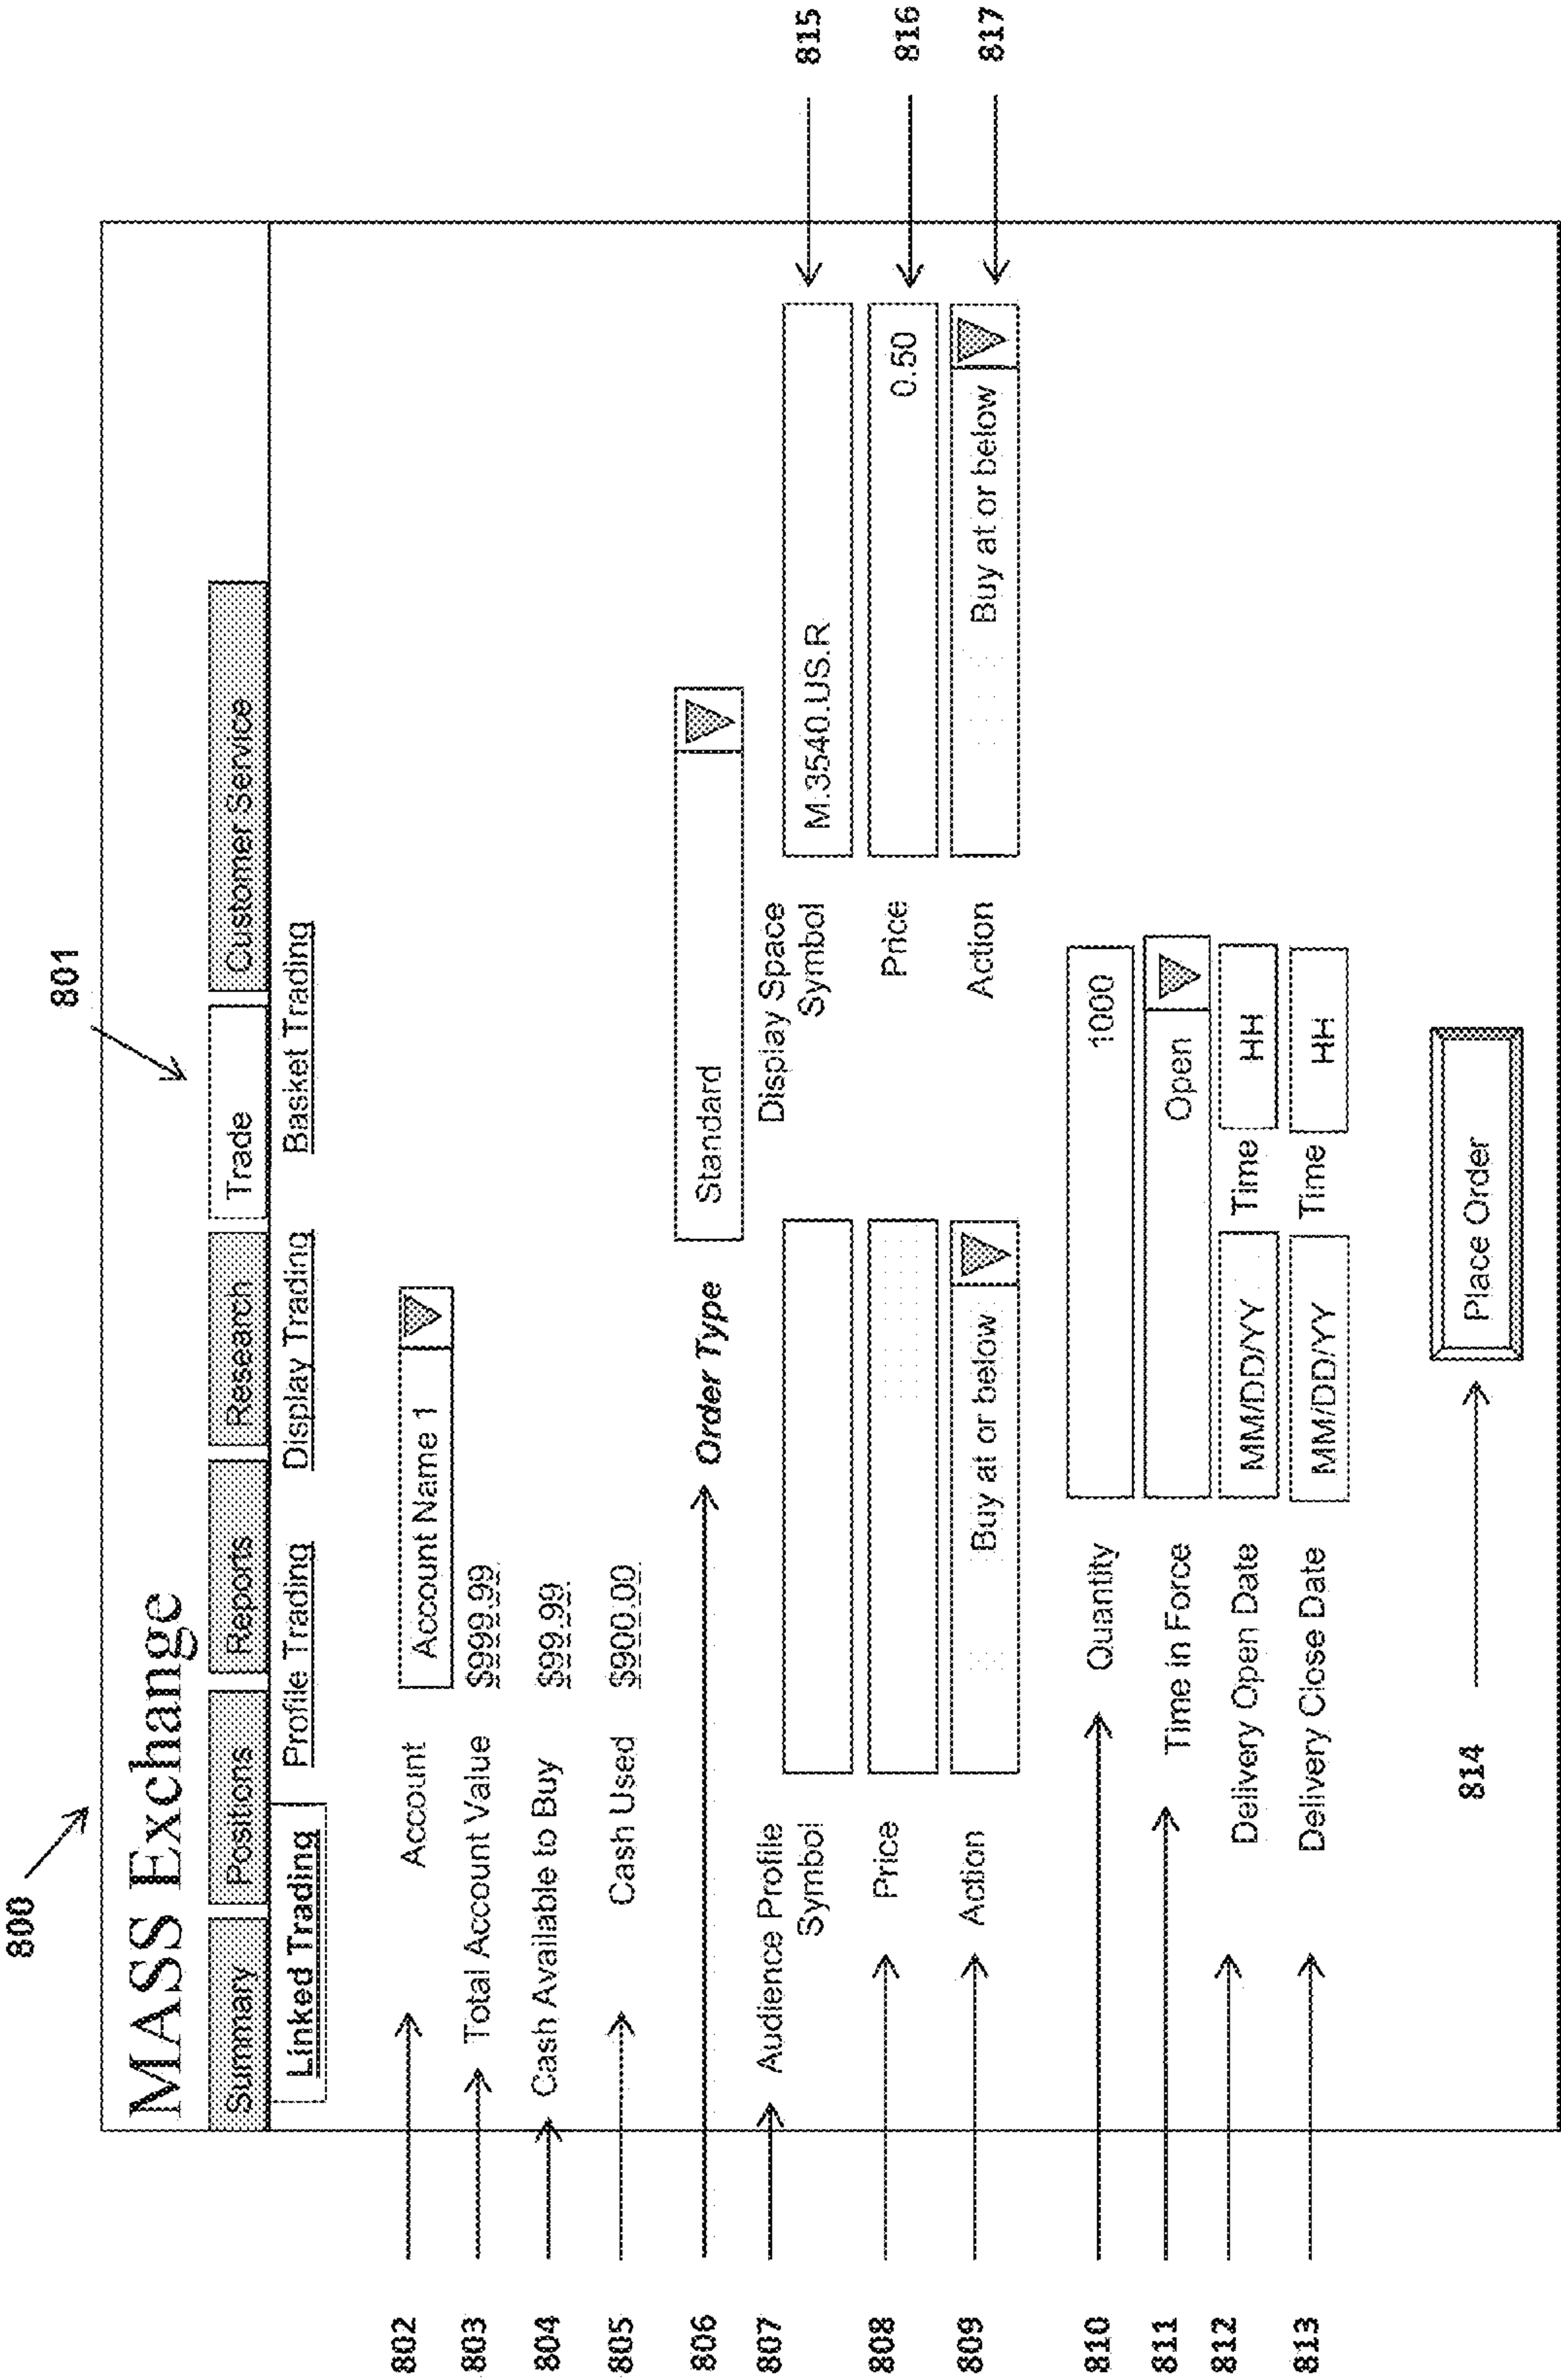 800
801
MASS Exchange
Summary Positions Reports Research Trade Customer Service
Linked Trading Profile Trading Display Trading Basket Trading
802 Account Account Name 1
803 Total Account Value $999.99
804 Cash Available to Buy $99.99
805 Cash Used $900.00
806 Order Type Standard
807 Audience Profile Display Space
Symbol Symbol M.3540.US.R 815
808 Price Price 0.50 816
809 Action Buy at or below Action Buy at or below 817
810 Quantity 1000
811 Time in Force Open
812 Delivery Open Date MM/DD/YY Time HH
813 Delivery Close Date MM/DD/YY Time HH
814 Place Order